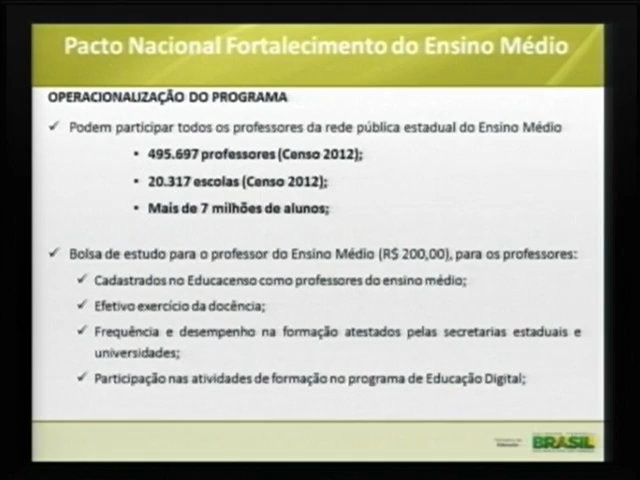 Pacto Nacional Fortalecimento do Ensino Médio
OPERACIONALIZAÇÃO DO PROGRAMA
✓ Podem participar todos os professores da rede pública estadual do Ensino Médio
• 495.697 professores (Censo 2012);
• 20.317 escolas (Censo 2012);
• Mais de 7 milhões de alunos;
✓ Bolsa de estudo para o professor do Ensino Médio (R$ 200,00), para os professores:
✓ Cadastrados no Educacenso como professores do ensino médio;
✓ Efetivo exercício da docência;
✓ Frequência e desempenho na formação atestados pelas secretarias estaduais e
universidades;
✓ Participação nas atividades de formação no programa de Educação Digital;
BRASIL